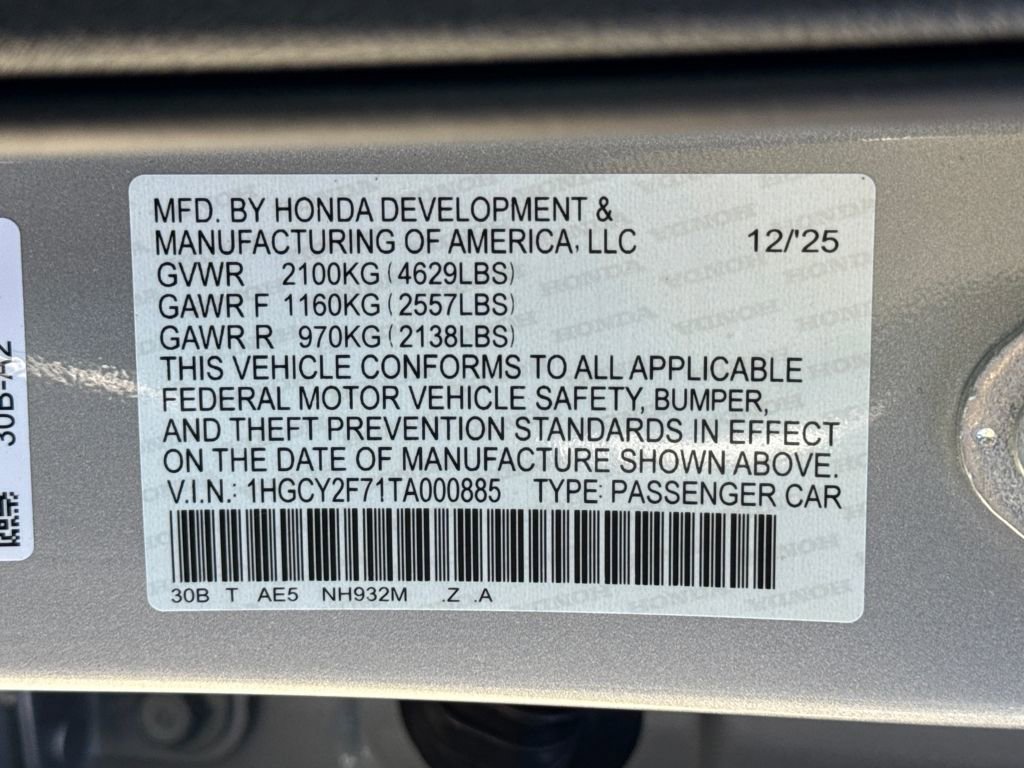 MFD. BY HONDA DEVELOPMENT &
MANUFACTURING OF AMERICA, LLC 12/'25
GVWR 2100KG (4629LBS)
GAWR F 1160KG (2557LBS)
GAWR R 970KG (2138LBS)
THIS VEHICLE CONFORMS TO ALL APPLICABLE
FEDERAL MOTOR VEHICLE SAFETY, BUMPER,
AND THEFT PREVENTION STANDARDS IN EFFECT
ON THE DATE OF MANUFACTURE SHOWN ABOVE.
V.I.N.: 1HGCY2F71TA000885 TYPE: PASSENGER CAR
30B T AE5 NH932M .Z .A
30B-A2